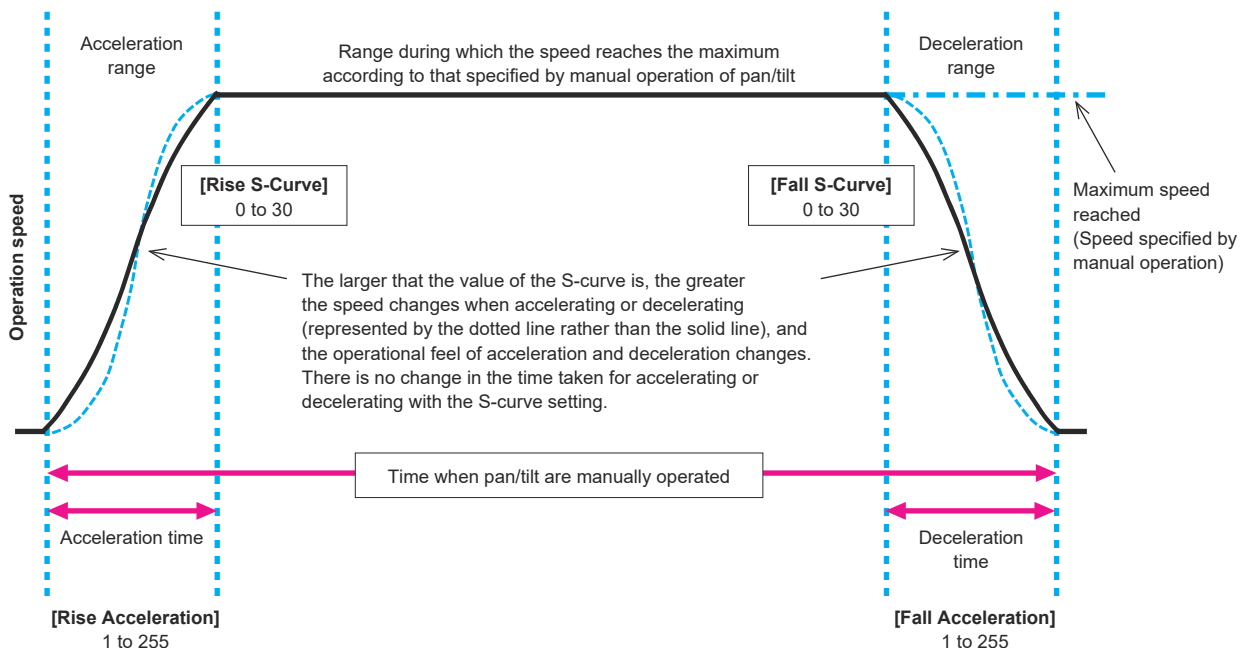 Acceleration
range
Range during which the speed reaches the maximum
according to that specified by manual operation of pan/tilt
Deceleration
range
Operation speed
[Rise S-Curve]
0 to 30
[Fall S-Curve]
0 to 30
Maximum speed
reached
(Speed specified by
manual operation)
The larger that the value of the S-curve is, the greater
the speed changes when accelerating or decelerating
(represented by the dotted line rather than the solid line), and
the operational feel of acceleration and deceleration changes.
There is no change in the time taken for accelerating or
decelerating with the S-curve setting.
Time when pan/tilt are manually operated
Acceleration time
Deceleration
time
[Rise Acceleration]
1 to 255
[Fall Acceleration]
1 to 255